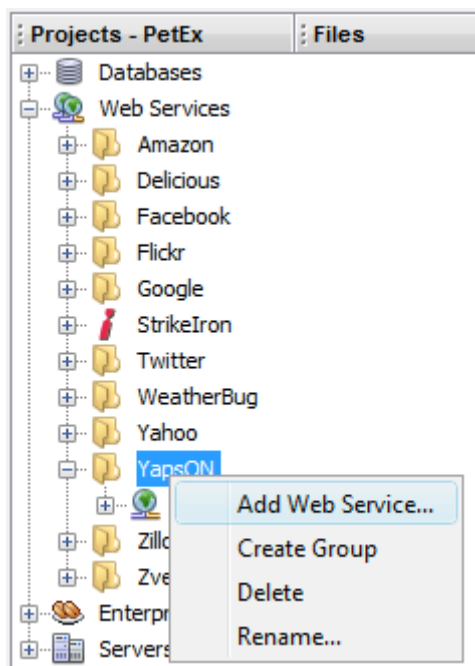 Projects - PetEx
Files
Databases
Web Services
Amazon
Delicious
Facebook
Flickr
Google
StrikeIron
Twitter
WeatherBug
Yahoo
YapsON
Add Web Service...
Create Group
Delete
Rename...
Servers